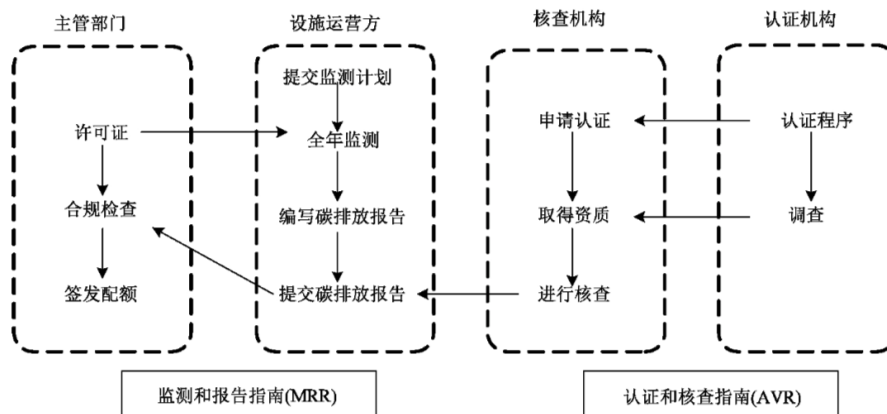 主管部门
设施运营方
核查机构
认证机构
提交监测计划
许可证
全年监测
申请认证
认证程序
合规检查
编写碳排放报告
取得资质
调查
签发配额
提交碳排放报告
进行核查
监测和报告指南(MRR)
认证和核查指南(AVR)